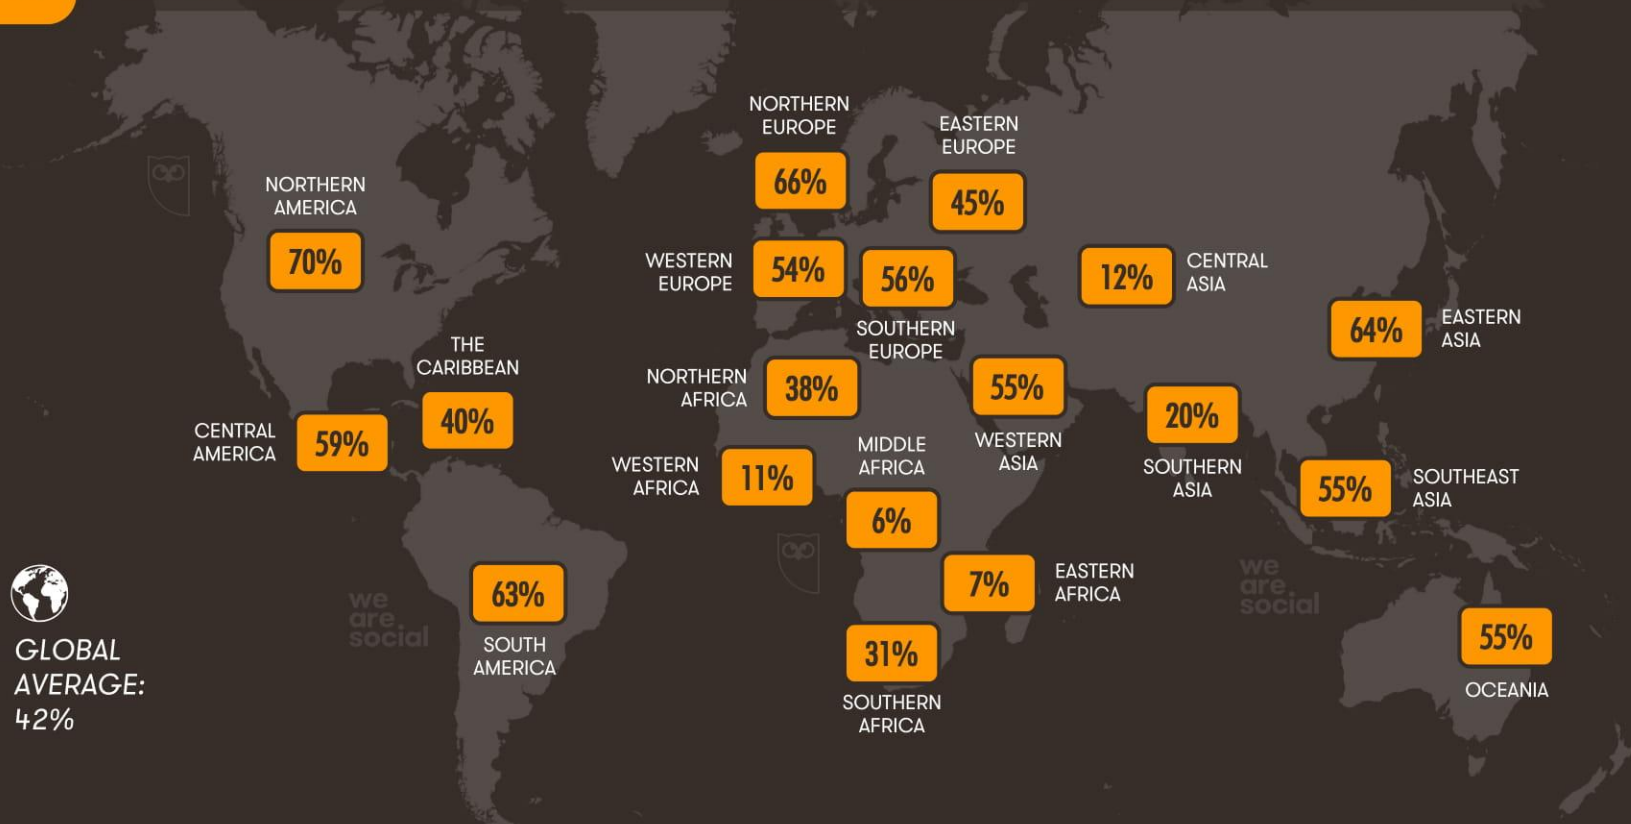 NORTHERN
EUROPE
66%
EASTERN
EUROPE
45%
NORTHERN
AMERICA
70%
WESTERN
EUROPE
54%
56%
SOUTHERN
EUROPE
12%
CENTRAL
ASIA
64%
EASTERN
ASIA
THE
CARIBBEAN
40%
NORTHERN
AFRICA
38%
55%
WESTERN
ASIA
20%
SOUTHERN
ASIA
CENTRAL
AMERICA
59%
WESTERN
AFRICA
11%
MIDDLE
AFRICA
6%
55%
SOUTHEAST
ASIA
7%
EASTERN
AFRICA
63%
SOUTH
AMERICA
31%
SOUTHERN
AFRICA
55%
OCEANIA
we
are
social
we
are
social
GLOBAL
AVERAGE:
42%